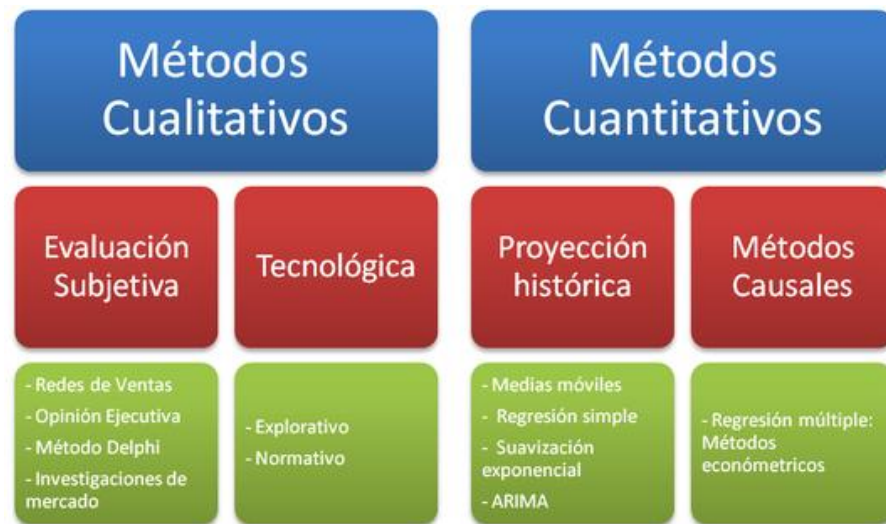 Métodos
Cualitativos
Métodos
Cuantitativos
Evaluación
Subjetiva
Tecnológica
Proyección
histórica
Métodos
Causales
- Redes de Ventas
- Opinión Ejecutiva
- Método Delphi
- Investigaciones de
mercado
- Explorativo
- Normativo
- Medias móviles
- Regresión simple
- Suavización
exponencial
- ARIMA
- Regresión múltiple:
Métodos
econométricos